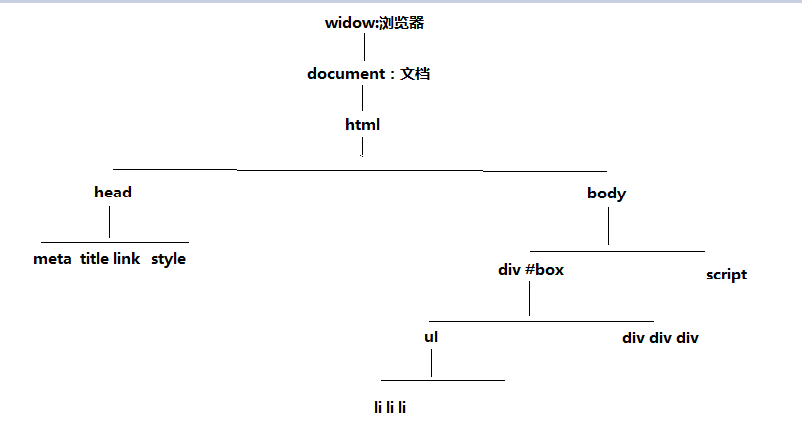 widow:浏览器
document：文档
html
head
body
meta title link style
div #box
script
ul
div div div
li li li